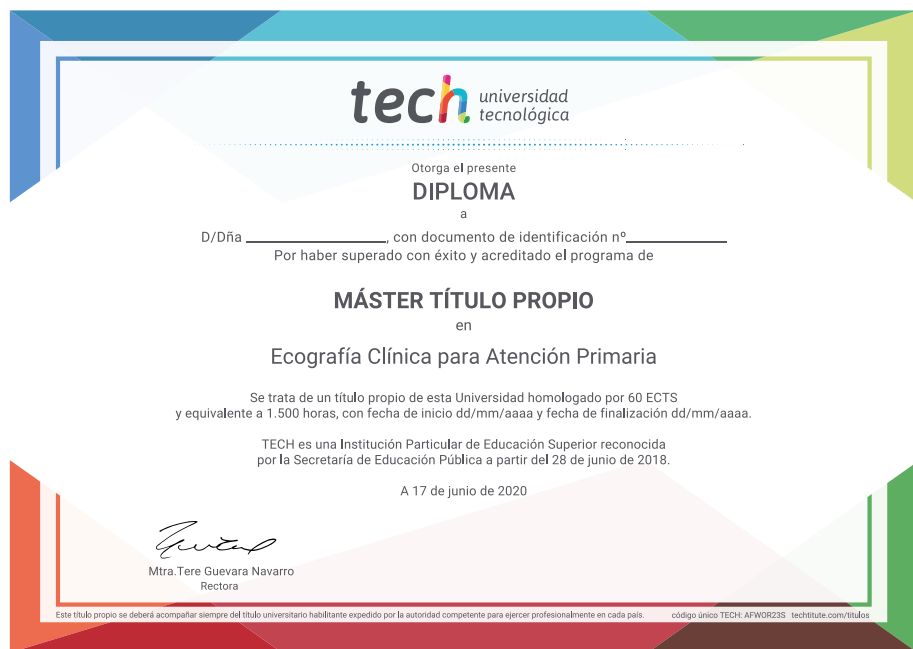 tech universidad
tecnológica
Otorga el presente
DIPLOMA
a
D/Dña ________________, con documento de identificación nº____________
Por haber superado con éxito y acreditado el programa de
MÁSTER TÍTULO PROPIO
en
Ecografía Clínica para Atención Primaria
Se trata de un título propio de esta Universidad homologado por 60 ECTS
y equivalente a 1.500 horas, con fecha de inicio dd/mm/aaaa y fecha de finalización dd/mm/aaaa.
TECH es una Institución Particular de Educación Superior reconocida
por la Secretaría de Educación Pública a partir del 28 de junio de 2018.
A 17 de junio de 2020
Mtra.Tere Guevara Navarro
Rectora
Este título propio se deberá acompañar siempre del título universitario habilitante expedido por la autoridad competente para ejercer profesionalmente en cada país. código único TECH: AFWOR23S techtitute.com/titulos